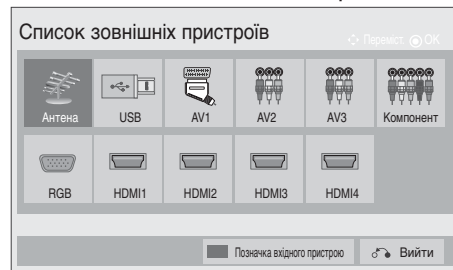 Список зовнішніх пристроїв
Переміст. OK
Антена USB AV1 AV2 AV3 Компонент
RGB HDMI1 HDMI2 HDMI3 HDMI4
Позначка вхідного пристрою Вийти